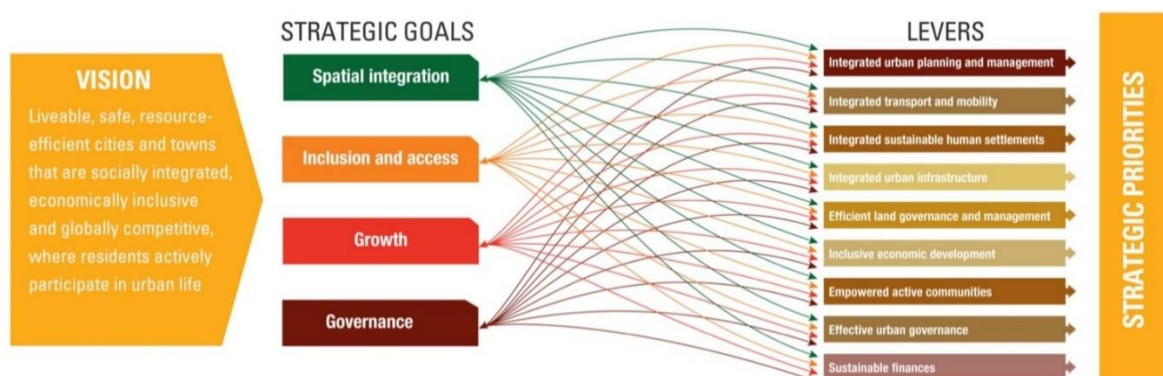 VISION
Liveable, safe, resource-
efficient cities and towns
that are socially integrated,
economically inclusive
and globally competitive,
where residents actively
participate in urban life
STRATEGIC GOALS
Spatial integration
Inclusion and access
Growth
Governance
LEVERS
Integrated urban planning and management
Integrated transport and mobility
Integrated sustainable human settlements
Integrated urban infrastructure
Efficient land governance and management
Inclusive economic development
Empowered active communities
Effective urban governance
Sustainable finances
STRATEGIC PRIORITIES